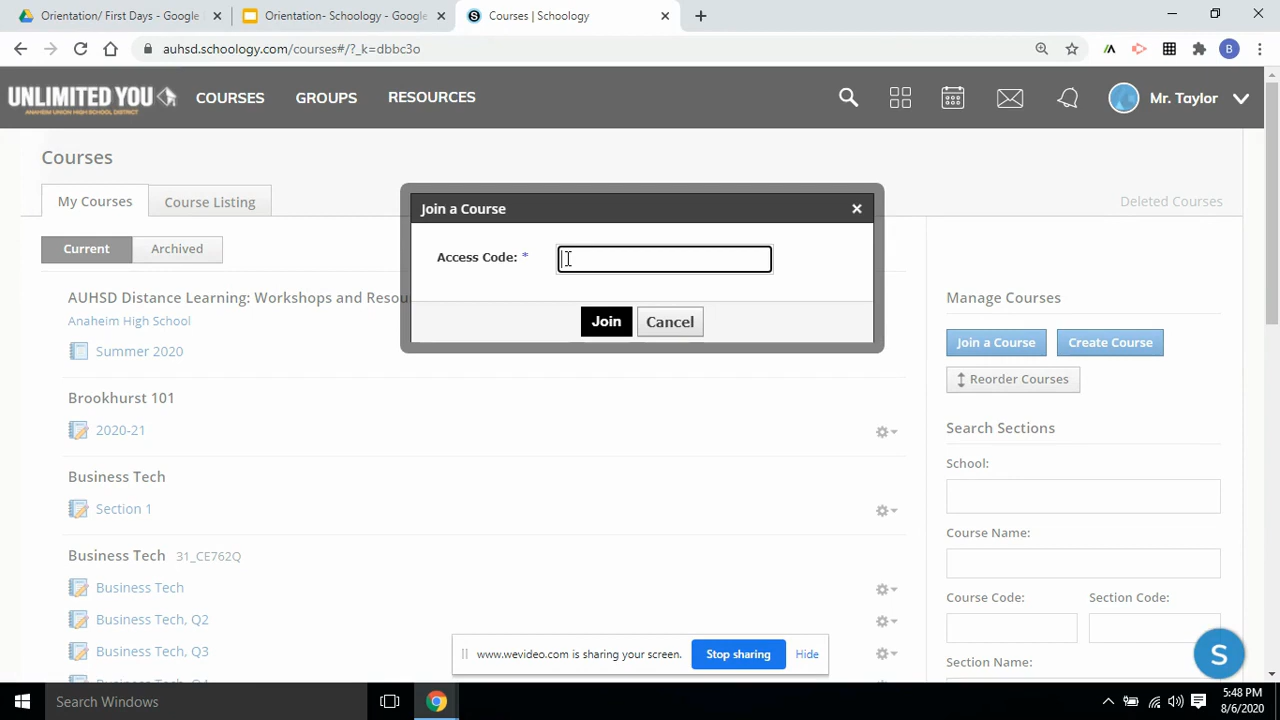 Orientation/ First Days - Google
Orientation- Schoology - Google
Courses | Schoology
auhsd.schoology.com/courses#/?_k=dbbc3o
B
UNLIMITED YOU
ANAHEIM UNION HIGH SCHOOL DISTRICT
COURSES
GROUPS
RESOURCES
Mr. Taylor
Courses
My Courses
Course Listing
Deleted Courses
Current
Archived
Join a Course
Access Code: *
Join
Cancel
AUHSD Distance Learning: Workshops and Resou
Anaheim High School
Summer 2020
Brookhurst 101
2020-21
Business Tech
Section 1
Business Tech 31_CE762Q
Business Tech
Business Tech, Q2
Business Tech, Q3
Manage Courses
Join a Course
Create Course
Reorder Courses
Search Sections
School:
Course Name:
Course Code:
Section Code:
Section Name:
S
www.wevideo.com is sharing your screen.
Stop sharing
Hide
Search Windows
5:48 PM
8/6/2020